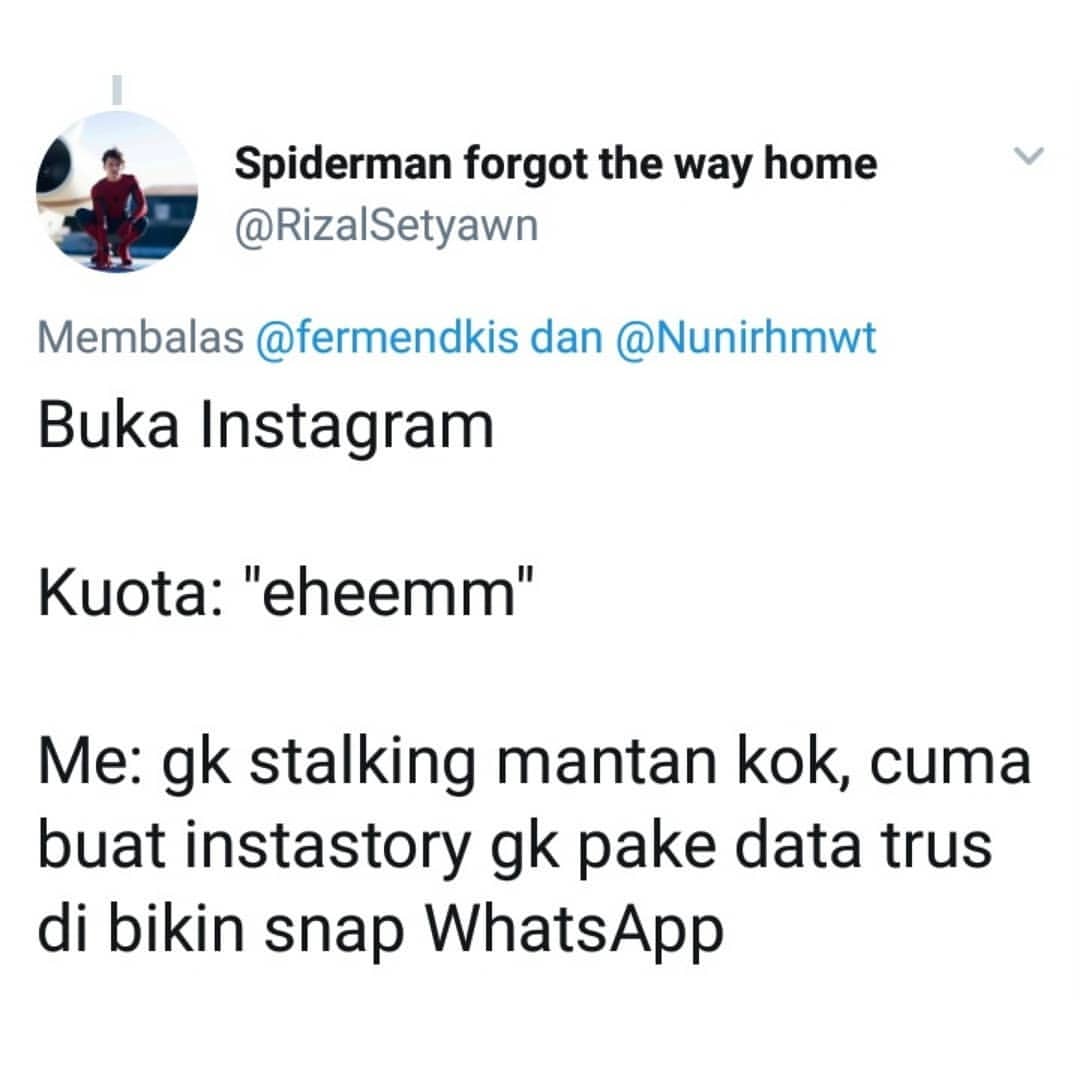 Spiderman forgot the way home
@RizalSetyawn
Membalas @fermendkis dan @Nunirhmwt
Buka Instagram
Kuota: "eheemm"
Me: gk stalking mantan kok, cuma
buat instastory gk pake data trus
di bikin snap WhatsApp